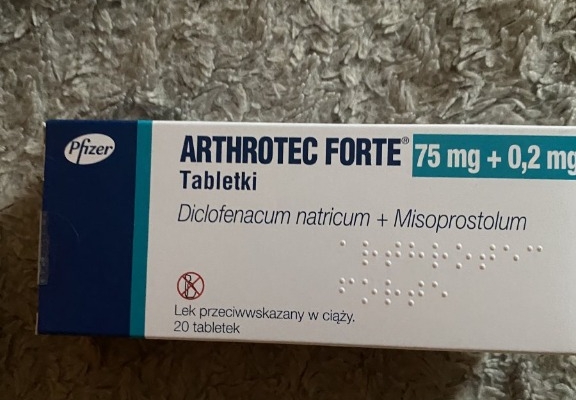 Pfizer
ARTHROTEC FORTE® 75 mg + 0,2 mg
Tabletki
Diclofenacum natricum + Misoprostolum
Lek przeciwwskazany w ciąży.
20 tabletek